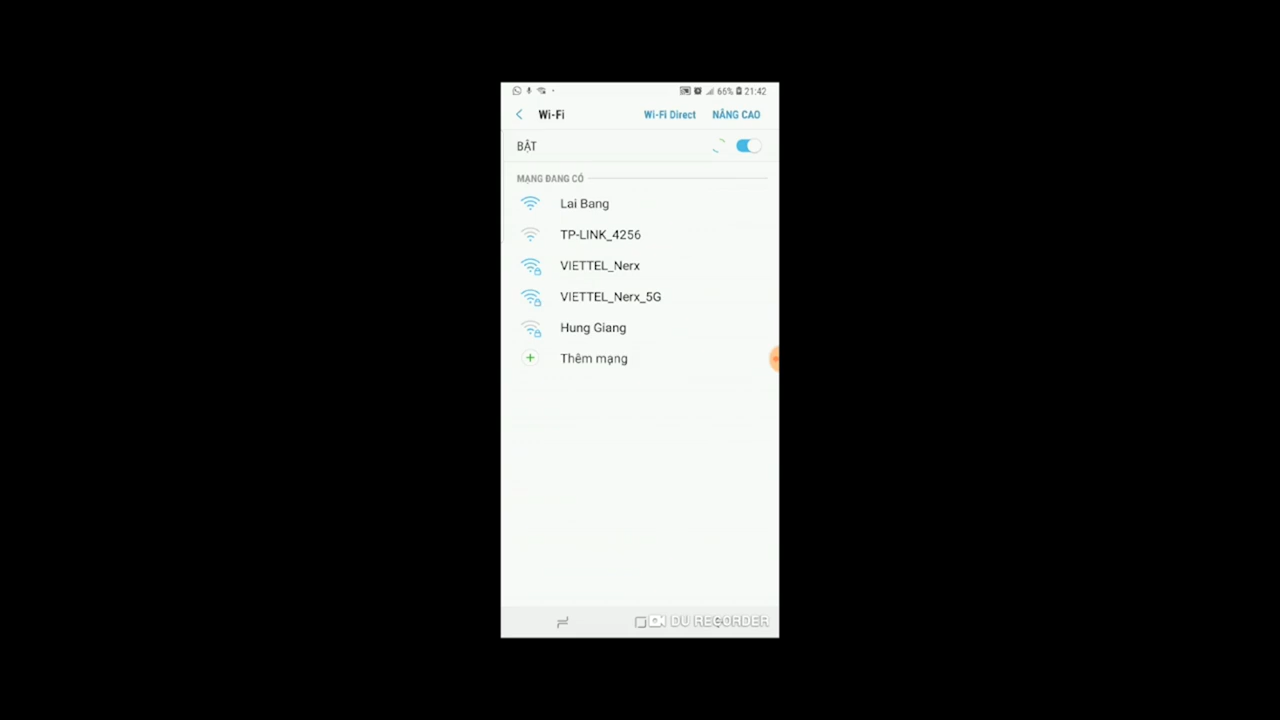 66% 21:42
Wi-Fi Wi-Fi Direct NÂNG CAO
BẬT
MẠNG ĐANG CÓ
Lai Bang
TP-LINK_4256
VIETTEL_Nerx
VIETTEL_Nerx_5G
Hung Giang
Thêm mạng
DU RECORDER